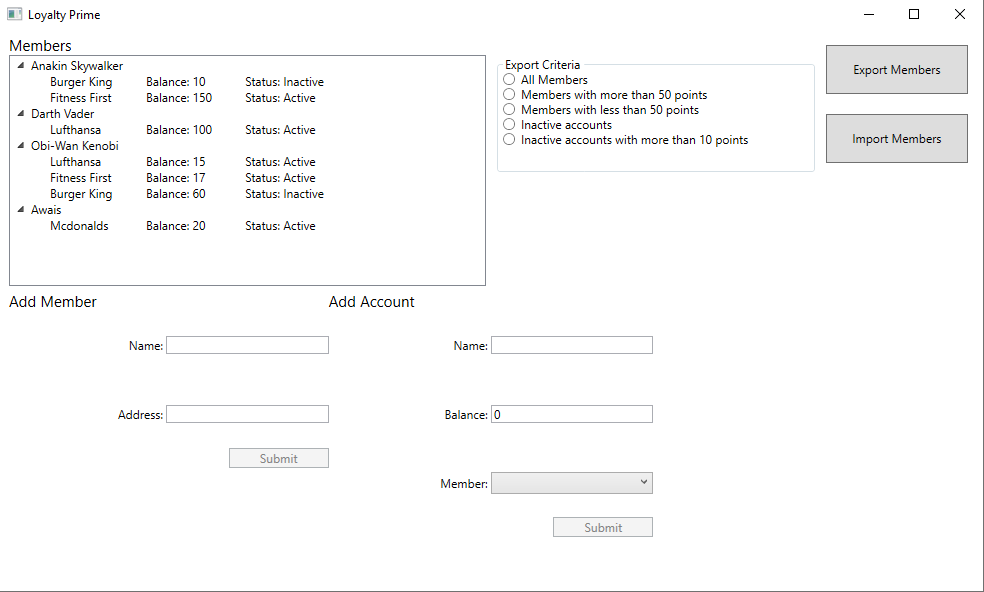 Loyalty Prime
Members
Anakin Skywalker
Burger King Balance: 10 Status: Inactive
Fitness First Balance: 150 Status: Active
Darth Vader
Lufthansa Balance: 100 Status: Active
Obi-Wan Kenobi
Lufthansa Balance: 15 Status: Active
Fitness First Balance: 17 Status: Active
Burger King Balance: 60 Status: Inactive
Awais
Mcdonalds Balance: 20 Status: Active
Export Criteria
All Members
Members with more than 50 points
Members with less than 50 points
Inactive accounts
Inactive accounts with more than 10 points
Export Members
Import Members
Add Member
Name:
Address:
Submit
Add Account
Name:
Balance: 0
Member:
Submit